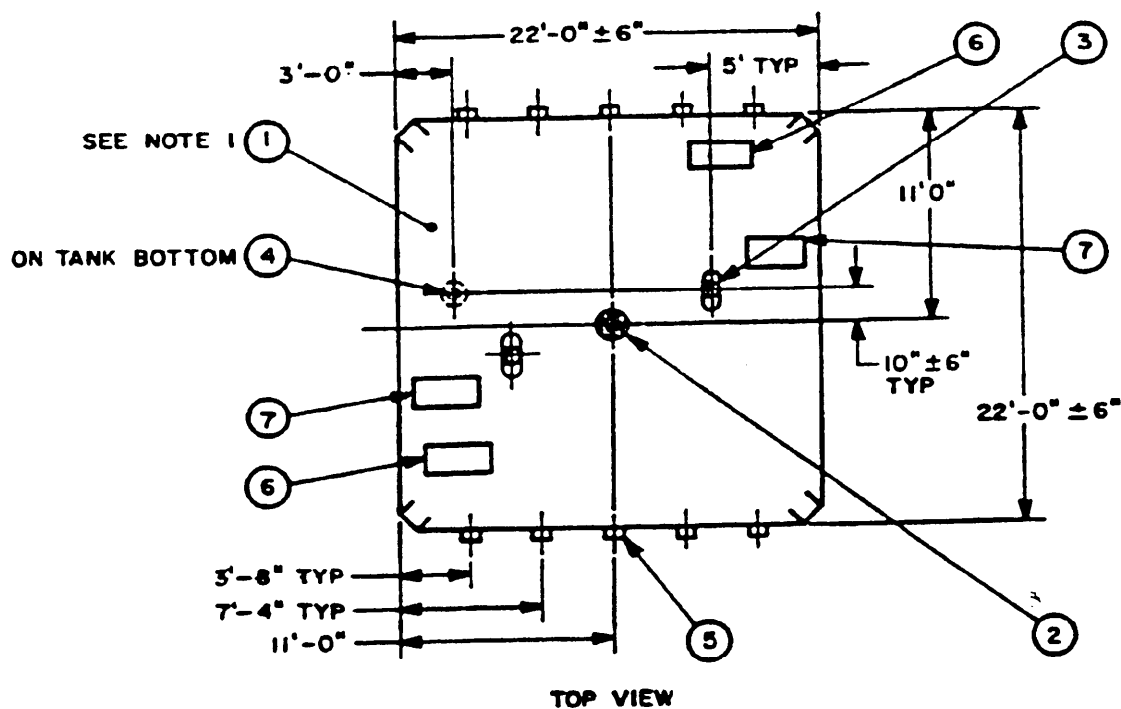 22'-0" ±6"
3'-0"
5' TYP
6
3
SEE NOTE 1 1
11'0"
ON TANK BOTTOM 4
7
10" ±6"
TYP
7
22'-0" ±6"
6
3'-8" TYP
7'-4" TYP
11'-0"
5
2
TOP VIEW